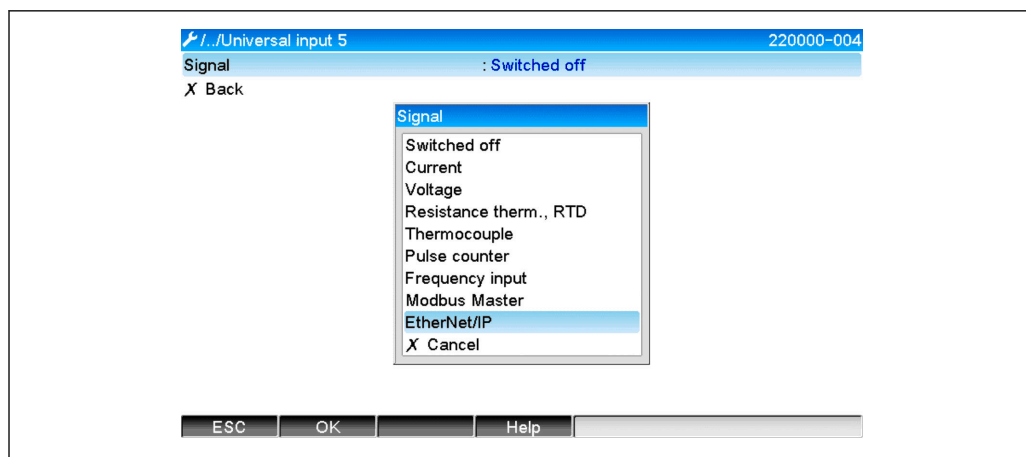 /../Universal input 5 220000-004
Signal : Switched off
X Back
Signal
Switched off
Current
Voltage
Resistance therm., RTD
Thermocouple
Pulse counter
Frequency input
Modbus Master
EtherNet/IP
X Cancel
ESC OK Help